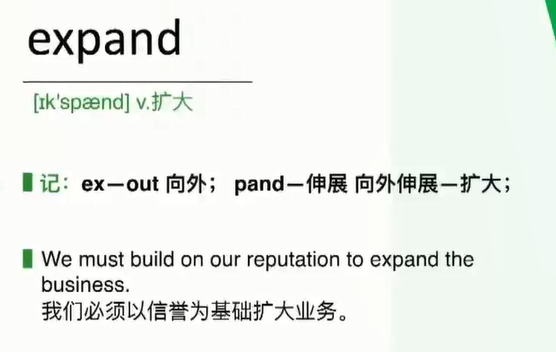 expand
[ɪk'spænd] v.扩大
记：ex—out 向外； pand—伸展 向外伸展—扩大；
We must build on our reputation to expand the
business.
我们必须以信誉为基础扩大业务。